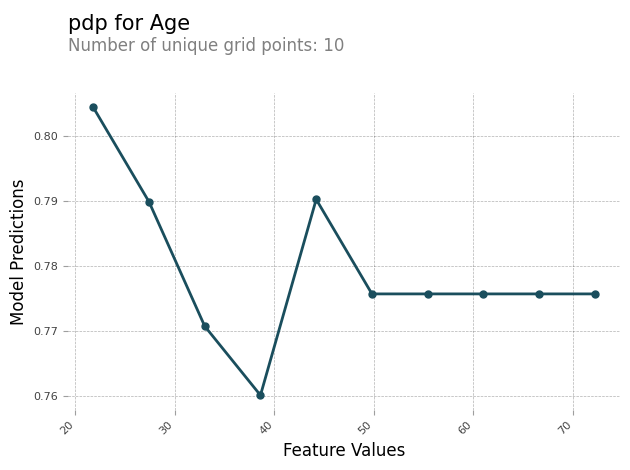 pdp for Age
Number of unique grid points: 10
Model Predictions
0.80
0.79
0.78
0.77
0.76
20
30
40
50
60
70
Feature Values